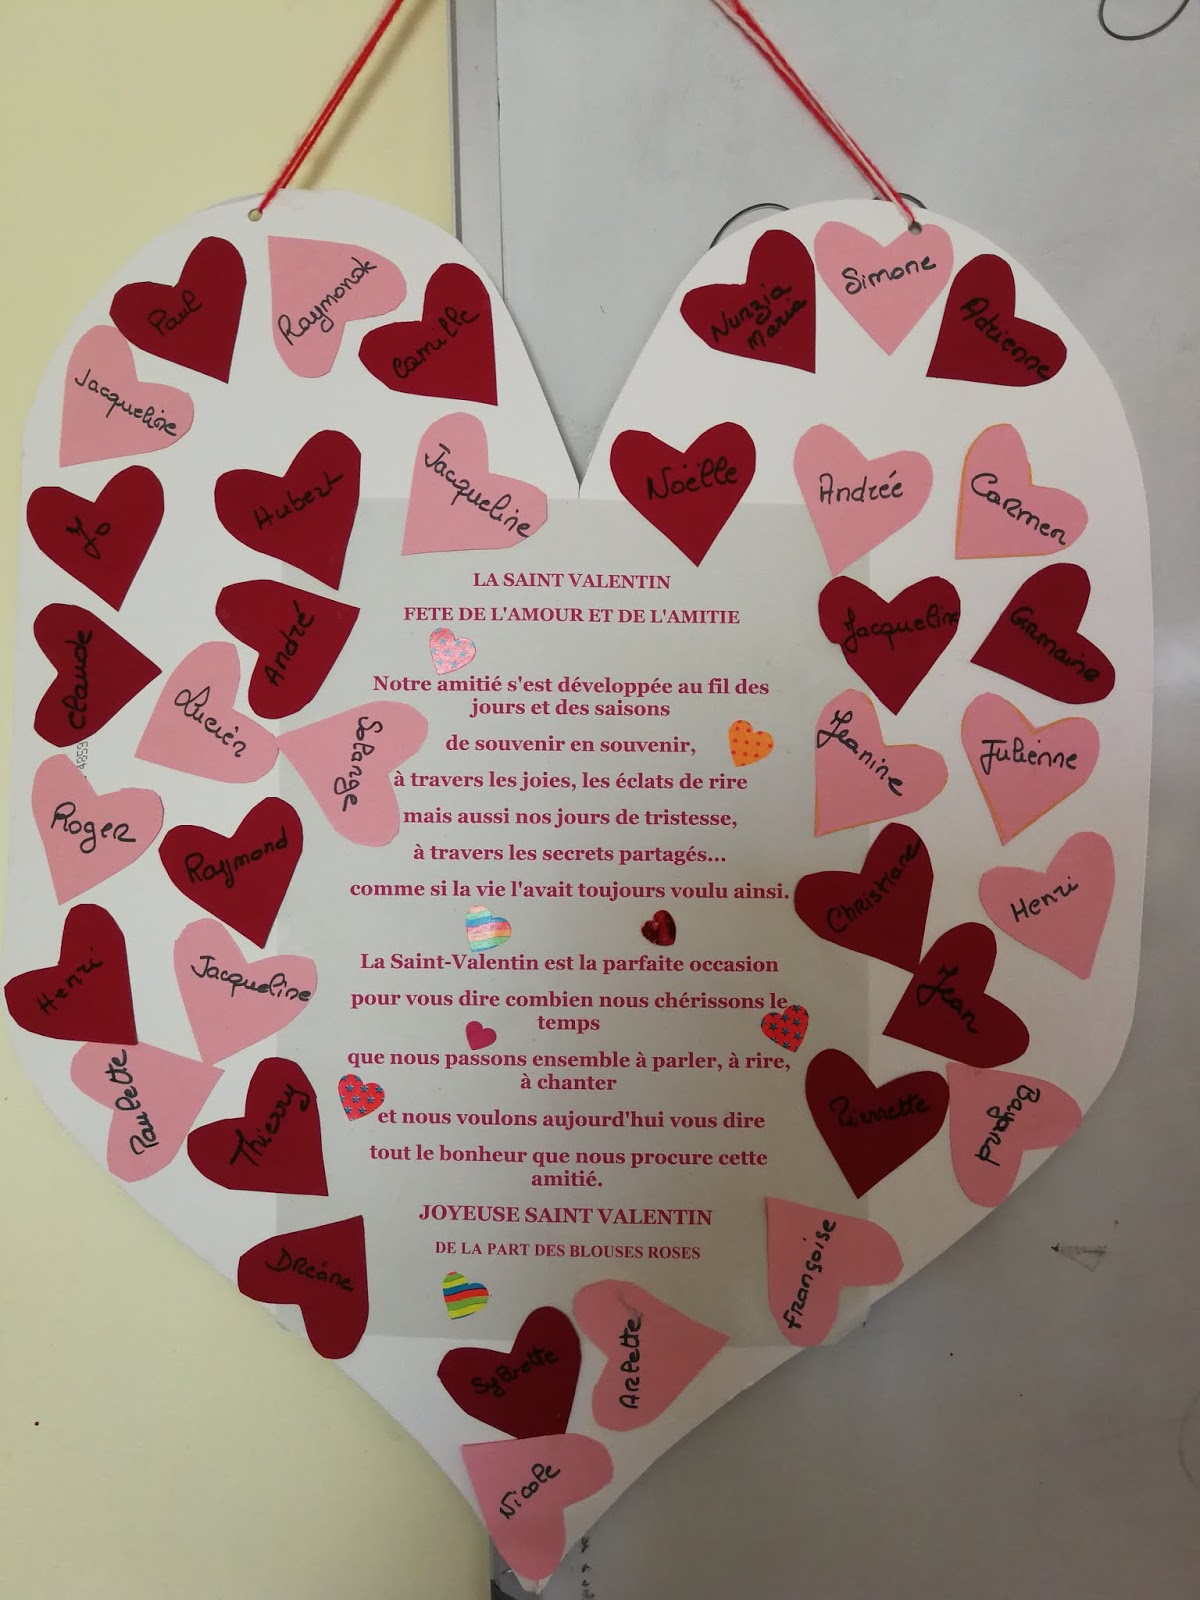 Paul
Raymonde
Camille
Jacqueline
Nunzia
Maria
Simone
Adrienne
Jo
Hubert
Jacqueline
Noëlle
Andrée
Carmen
LA SAINT VALENTIN
FETE DE L'AMOUR ET DE L'AMITIE
Notre amitié s'est développée au fil des
jours et des saisons
de souvenir en souvenir,
à travers les joies, les éclats de rire
mais aussi nos jours de tristesse,
à travers les secrets partagés...
comme si la vie l'avait toujours voulu ainsi.
La Saint-Valentin est la parfaite occasion
pour vous dire combien nous chérissons le
temps
que nous passons ensemble à parler, à rire,
à chanter
et nous voulons aujourd'hui vous dire
tout le bonheur que nous procure cette
amitié.
JOYEUSE SAINT VALENTIN
DE LA PART DES BLOUSES ROSES
Claude
André
Lucien
Solange
4859
Roger
Raymond
Henri
Jacqueline
Paulette
Thierry
Dréane
Jacqueline
Germaine
Jeanine
Julienne
Christiane
Henri
Jean
Pierrette
Bayard
Françoise
Sylvette
Arlette
Nicole